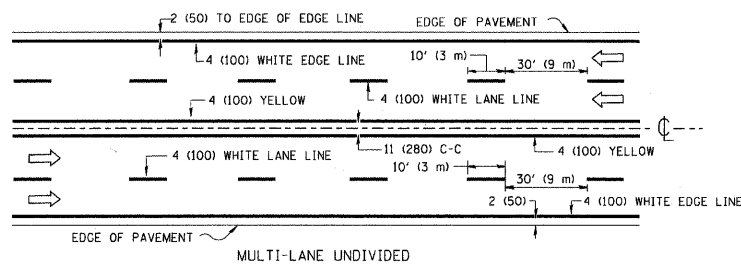 2 (50) TO EDGE OF EDGE LINE
EDGE OF PAVEMENT
4 (100) WHITE EDGE LINE
10' (3 m)
30' (9 m)
4 (100) YELLOW
4 (100) WHITE LANE LINE
4 (100) WHITE LANE LINE
11 (280) C-C
4 (100) YELLOW
10' (3 m)
30' (9 m)
2 (50)
4 (100) WHITE EDGE LINE
EDGE OF PAVEMENT
MULTI-LANE UNDIVIDED